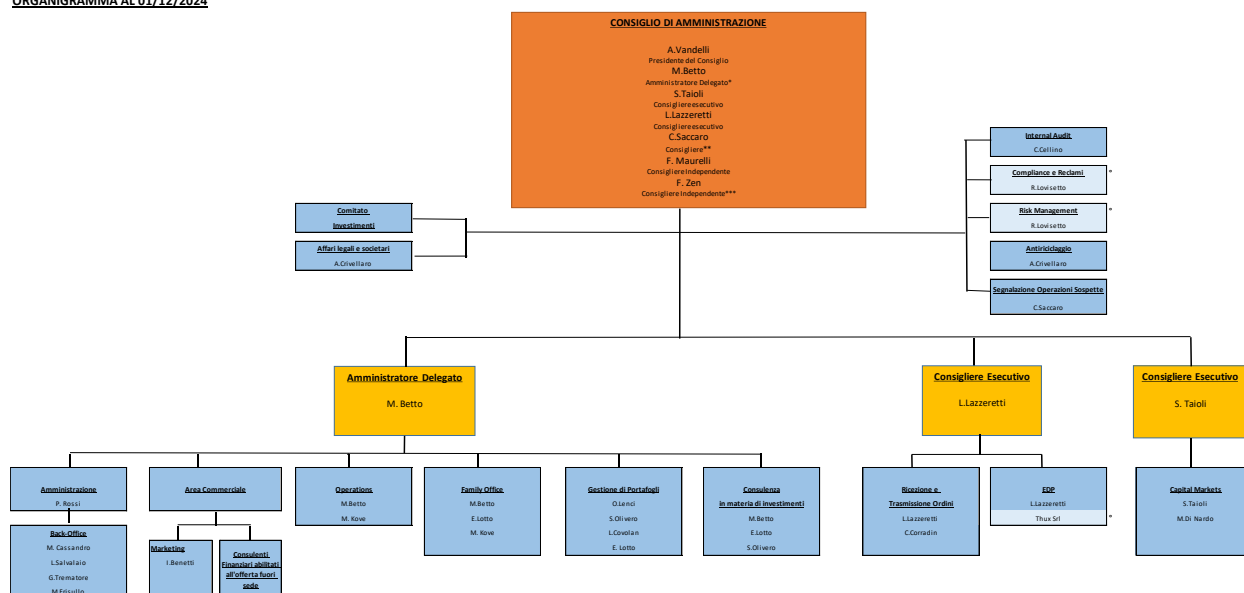 ORGANIGRAMMA AL 01/12/2024
CONSIGLIO DI AMMINISTRAZIONE
A.Vandelli
Presidente del Consiglio
M.Betto
Amministratore Delegato*
S.Taioli
Consigliere esecutivo
L.Lazzeretti
Consigliere esecutivo
C.Saccaro
Consigliere**
F. Maurelli
Consigliere Independente
F. Zen
Consigliere Independente***
Comitato
Investimenti
Affari legali e societari
A.Crivellaro
Internal Audit
C.Cellino
Compliance e Reclami
°
R.Lovisetto
Risk Management
°
R.Lovisetto
Antiriciclaggio
A.Crivellaro
Segnalazione Operazioni Sospette
C.Saccaro
Amministratore Delegato
M. Betto
Consigliere Esecutivo
L.Lazzeretti
Consigliere Esecutivo
S. Taioli
Amministrazione
P. Rossi
Back-Office
M. Cassandro
L.Salvalaio
G.Trematore
M.Frisullo
Area Commerciale
Marketing
I.Benetti
Consulenti
Finanziari abilitati
all'offerta fuori
sede
Operations
M.Betto
M. Kove
Family Office
M.Betto
E.Lotto
M. Kove
Gestione di Portafogli
O.Lenci
S.Olivero
L.Covolan
E. Lotto
Consulenza
in materia di investimenti
M.Betto
E.Lotto
S.Olivero
Ricezione e
Trasmissione Ordini
L.Lazzeretti
C.Corradin
EDP
L.Lazzeretti
Thux Srl
°
Capital Markets
S.Taioli
M.Di Nardo